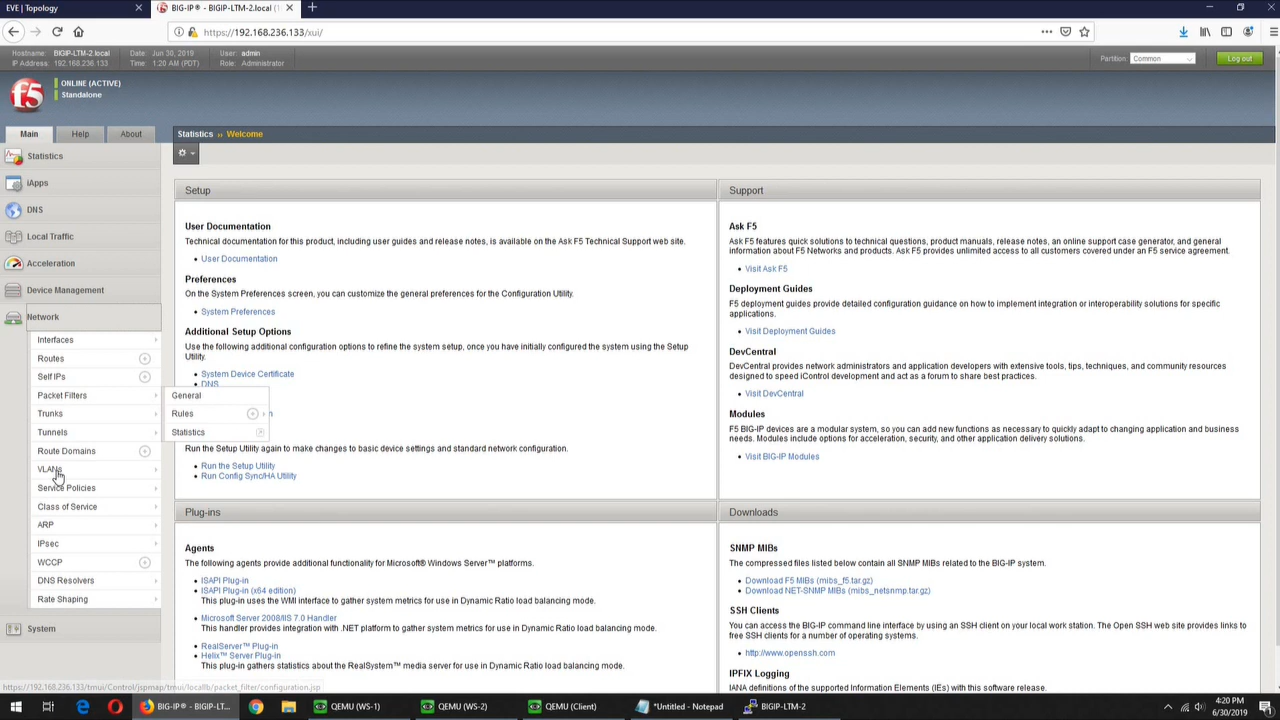 EVE | Topology
BIG-IP® - BIGIP-LTM-2.local (
https://192.168.236.133/xui/
Hostname: BIGIP-LTM-2.local
Date: Jun 30, 2019
User: admin
IP Address: 192.168.236.133
Time: 1:20 AM (PDT)
Role: Administrator
Partition: Common
Log out
f5
ONLINE (ACTIVE)
Standalone
Main
Help
About
Statistics ›› Welcome
Statistics
iApps
DNS
Local Traffic
Acceleration
Device Management
Network
Interfaces
Routes
Self IPs
Packet Filters
Trunks
Tunnels
Route Domains
VLANs
Service Policies
Class of Service
ARP
IPsec
WCCP
DNS Resolvers
Rate Shaping
System
General
Rules
Statistics
Setup
User Documentation
Technical documentation for this product, including user guides and release notes, is available on the Ask F5 Technical Support web site.
• User Documentation
Preferences
On the System Preferences screen, you can customize the general preferences for the Configuration Utility.
• System Preferences
Additional Setup Options
Use the following additional configuration options to refine the system setup, once you have initially configured the system using the Setup
Utility.
• System Device Certificate
DNS
n
Run the Setup Utility again to make changes to basic device settings and standard network configuration.
• Run the Setup Utility
• Run Config Sync/HA Utility
Support
Ask F5
Ask F5 features quick solutions to technical questions, product manuals, release notes, an online support case generator, and general
information about F5 Networks and products. Ask F5 provides unlimited access to all customers covered under an F5 service agreement.
• Visit Ask F5
Deployment Guides
F5 deployment guides provide detailed configuration guidance on how to implement integration or interoperability solutions for specific
applications.
• Visit Deployment Guides
DevCentral
DevCentral provides network administrators and application developers with extensive tools, tips, techniques, and community resources
designed to speed iControl development and act as a forum to share best practices.
• Visit DevCentral
Modules
F5 BIG-IP devices are a modular system, so you can add new functions as necessary to quickly adapt to changing application and business
needs. Module options for acceleration, security, and other application delivery solutions.
• Visit BIG-IP Modules
Plug-ins
Agents
The following agents provide additional functionality for Microsoft® Windows Server™ platforms.
• ISAPI Plug-in
• ISAPI Plug-in (x64 edition)
This plug-in uses the WMI interface to gather system metrics for use in Dynamic Ratio load balancing mode.
• Microsoft Server 2008/IIS 7.0 Handler
This handler provides integration with .NET platform to gather system metrics for use in Dynamic Ratio load balancing mode.
• RealServer™ Plug-in
• Helix™ Server Plug-in
This plug-in gathers statistics about the RealSystem™ media server for use in Dynamic Ratio load balancing mode.
Downloads
SNMP MIBs
The compressed files listed below contain all SNMP MIBs related to the BIG-IP system.
• Download F5 MIBs (mibs_f5.tar.gz)
• Download NET-SNMP MIBs (mibs_netsnmp.tar.gz)
SSH Clients
You can access the BIG-IP command line interface by using an SSH client on your local work station. The Open SSH web site provides links to
free SSH clients for a number of operating systems.
• http://www.openssh.com
IPFIX Logging
IANA definitions of the supported Information Elements (IEs) with this software release.
https://192.168.236.133/tmui/Control/jspmap/tmui/locallb/packet_filter/configuration.jsp
BIG-IP® - BIGIP-LT...
QEMU (WS-1)
QEMU (WS-2)
QEMU (Client)
*Untitled - Notepad
BIGIP-LTM-2
4:20 PM
6/30/2019